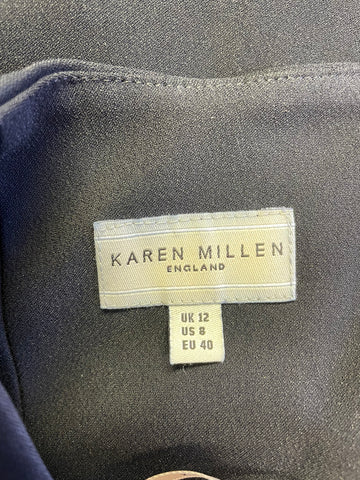 KAREN MILLEN
ENGLAND
UK 12
US 8
EU 40